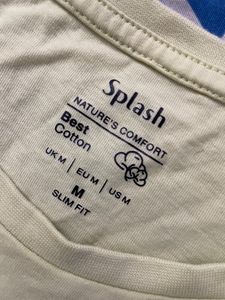 Splash
NATURE'S COMFORT
Best
Cotton
UK M | EU M | US M
M
SLIM FIT